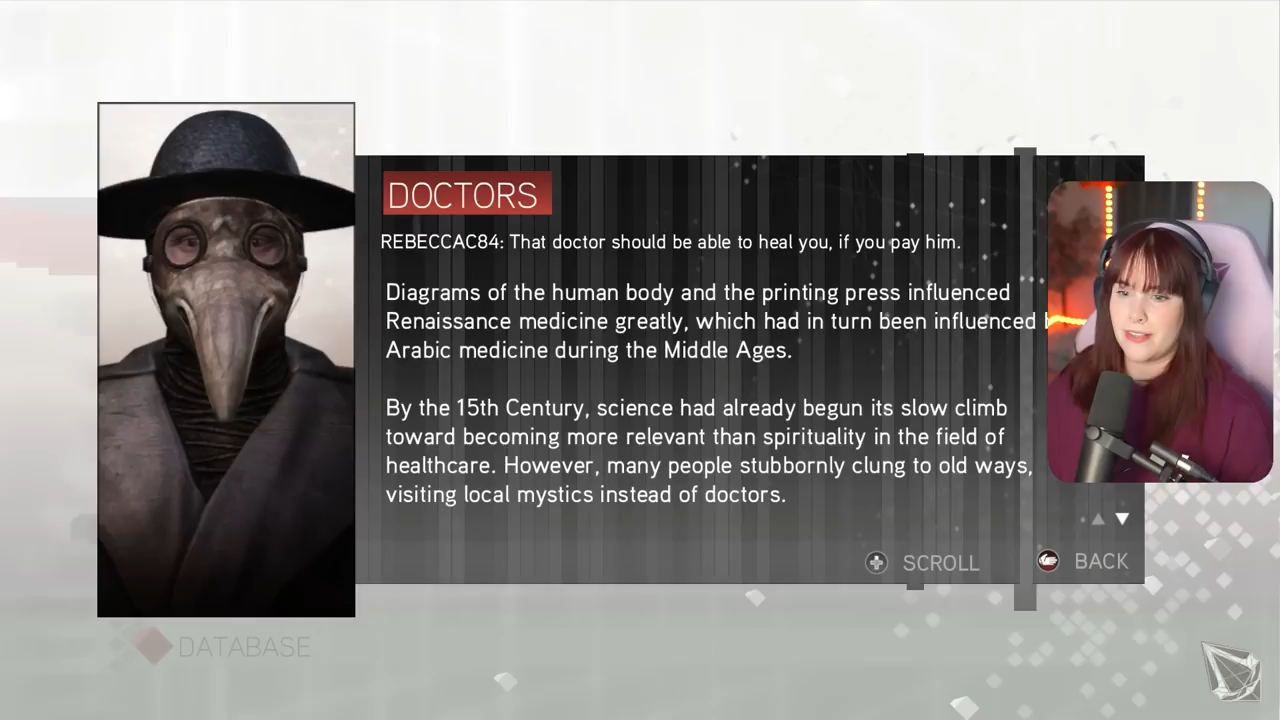 DOCTORS
REBECCAC84: That doctor should be able to heal you, if you pay him.
Diagrams of the human body and the printing press influenced
Renaissance medicine greatly, which had in turn been influenced
Arabic medicine during the Middle Ages.
By the 15th Century, science had already begun its slow climb
toward becoming more relevant than spirituality in the field of
healthcare. However, many people stubbornly clung to old ways,
visiting local mystics instead of doctors.
SCROLL
BACK
DATABASE